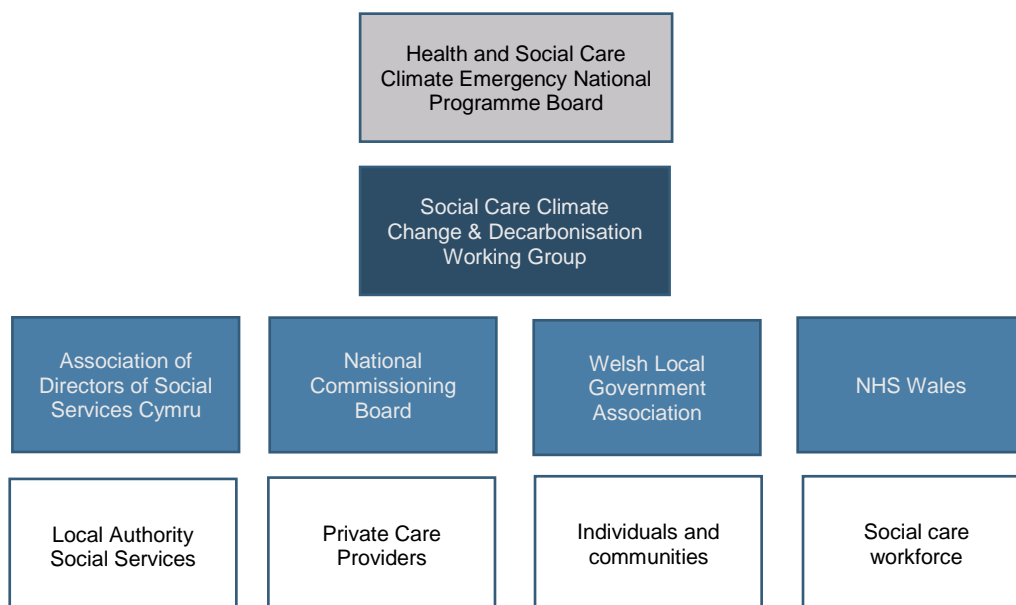 Health and Social Care
Climate Emergency National
Programme Board
Social Care Climate
Change & Decarbonisation
Working Group
Association of
Directors of Social
Services Cymru
National
Commissioning
Board
Welsh Local
Government
Association
NHS Wales
Local Authority
Social Services
Private Care
Providers
Individuals and
communities
Social care
workforce